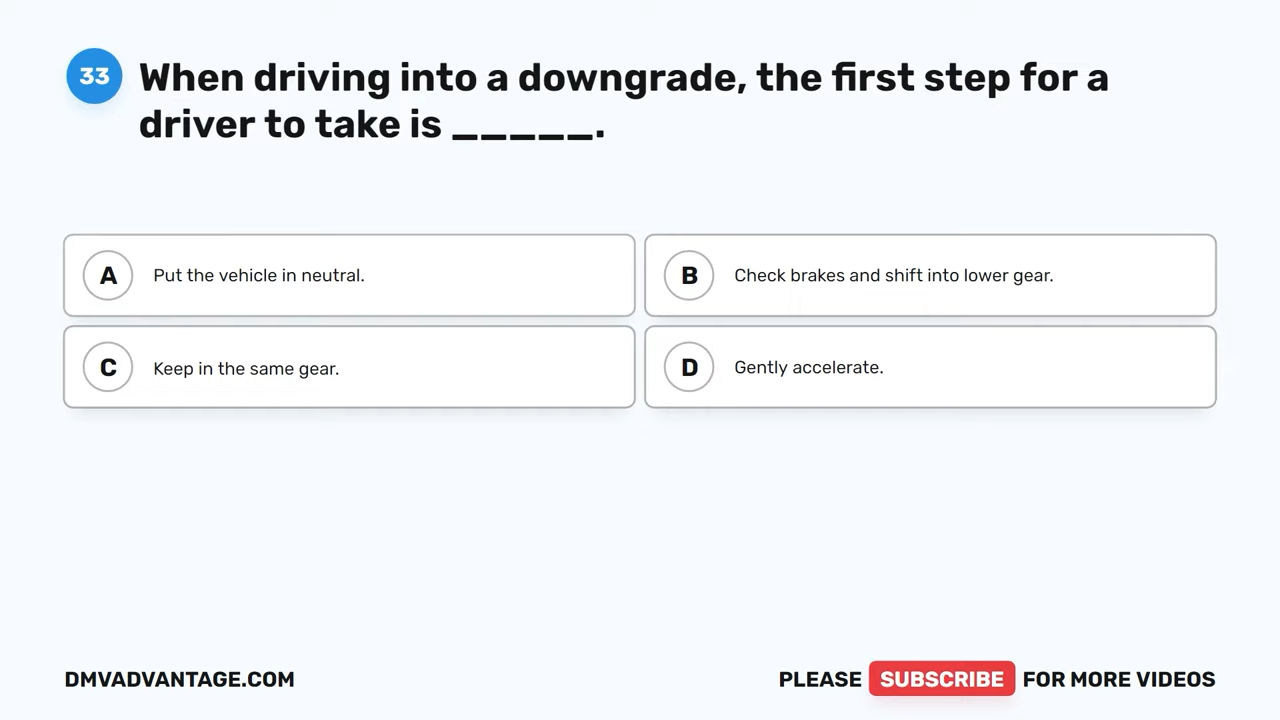 33
When driving into a downgrade, the first step for a
driver to take is _____.
A
Put the vehicle in neutral.
B
Check brakes and shift into lower gear.
C
Keep in the same gear.
D
Gently accelerate.
DMVADVANTAGE.COM
PLEASE SUBSCRIBE FOR MORE VIDEOS